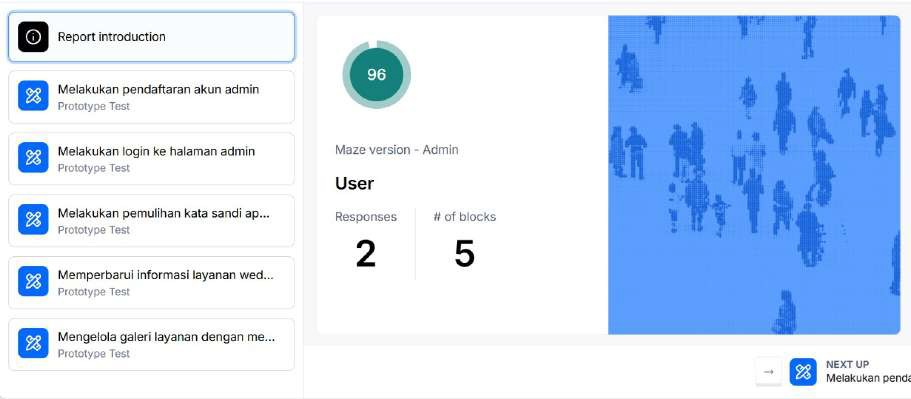 Report introduction
Melakukan pendaftaran akun admin
Prototype Test
Melakukan login ke halaman admin
Prototype Test
Melakukan pemulihan kata sandi ap...
Prototype Test
Memperbarui informasi layanan wed...
Prototype Test
Mengelola galeri layanan dengan me...
Prototype Test
96
Maze version - Admin
User
Responses # of blocks
2 5
→ NEXT UP
Melakukan penda